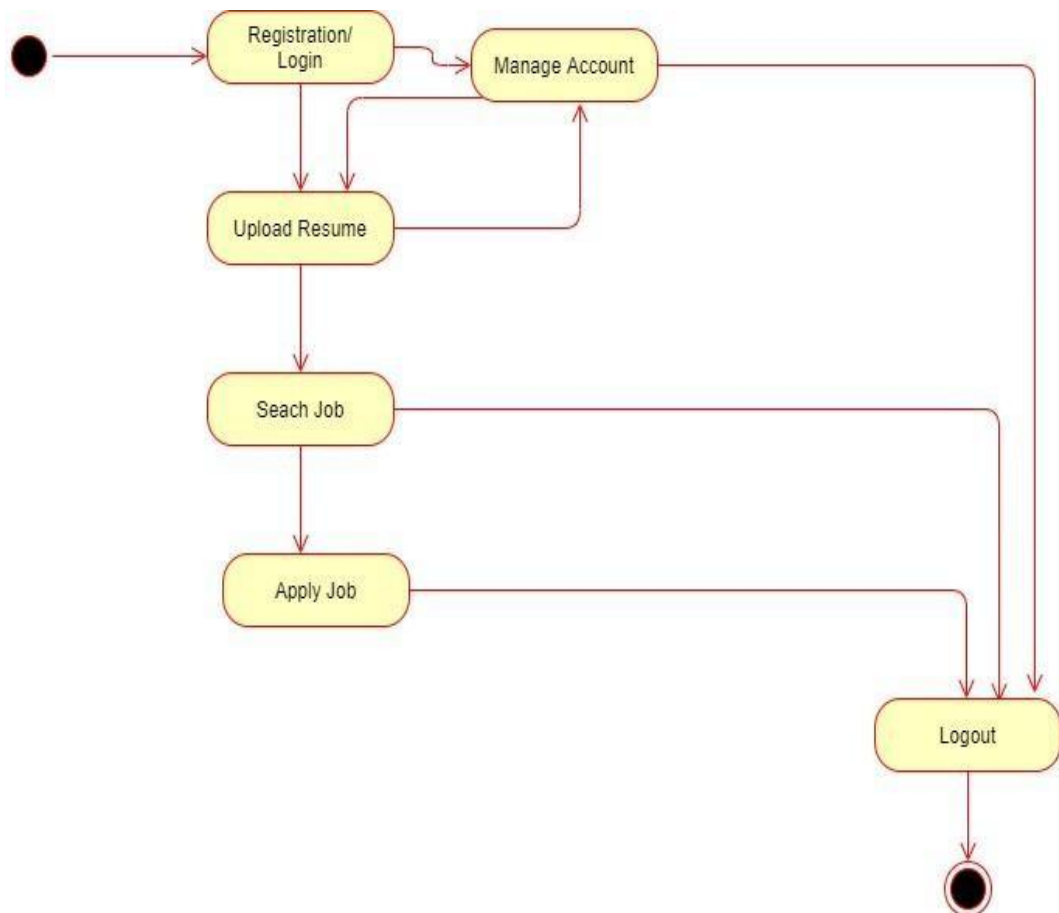 Registration/
Login
Manage Account
Upload Resume
Seach Job
Apply Job
Logout